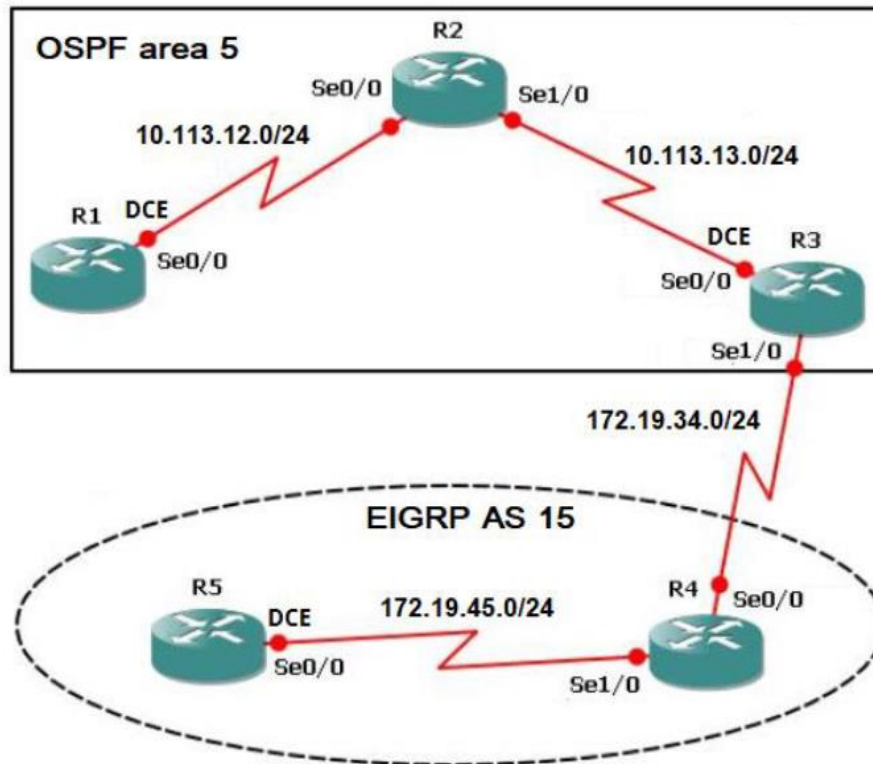 OSPF area 5
R2
Se0/0
Se1/0
10.113.12.0/24
10.113.13.0/24
R1
DCE
Se0/0
DCE
R3
Se0/0
Se1/0
172.19.34.0/24
EIGRP AS 15
R5
DCE
172.19.45.0/24
R4
Se0/0
Se0/0
Se1/0